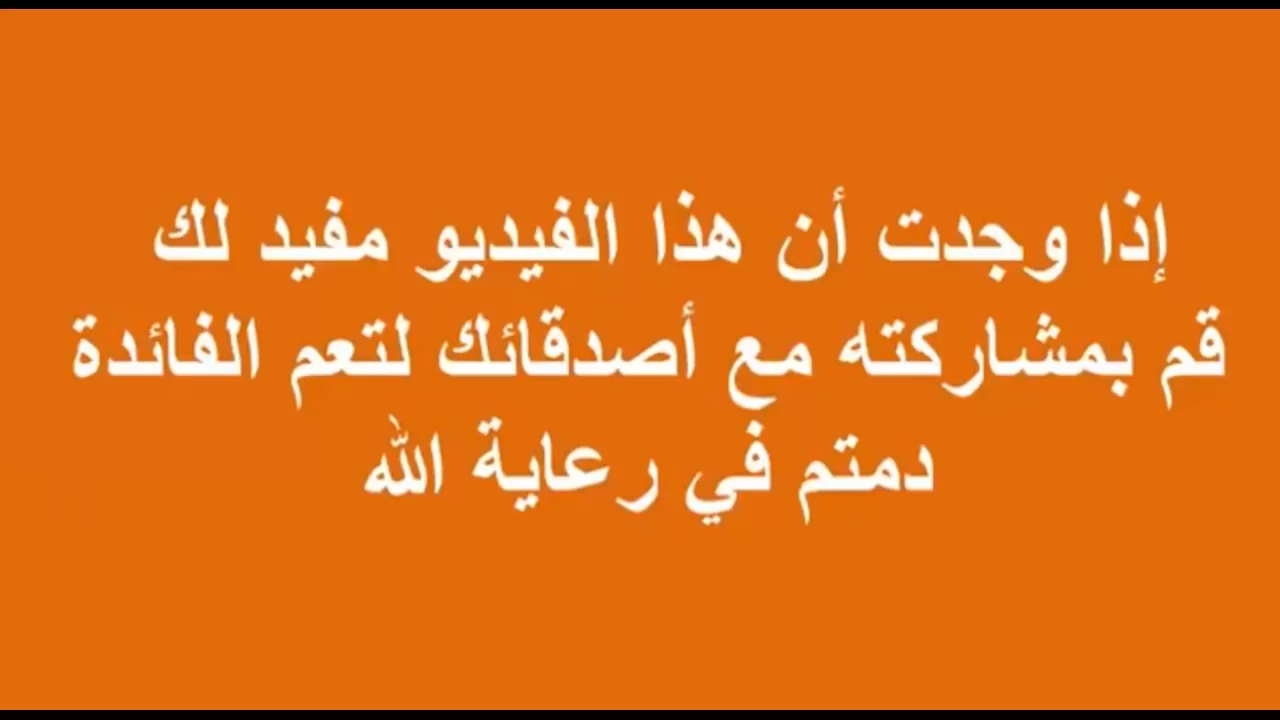 إذا وجدت أن هذا الفيديو مفيد لك
قم بمشاركته مع أصدقائك لتعم الفائدة
دمتم في رعاية الله